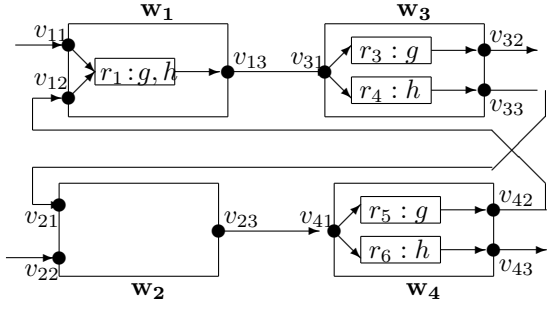 w₁ w₃
v₁₁ v₃₂
r₁ : g, h v₁₃ v₃₁ r₃ : g
v₁₂ r₄ : h v₃₃
v₂₁ v₂₃ v₄₁ r₅ : g v₄₂
v₂₂ r₆ : h v₄₃
w₂ w₄